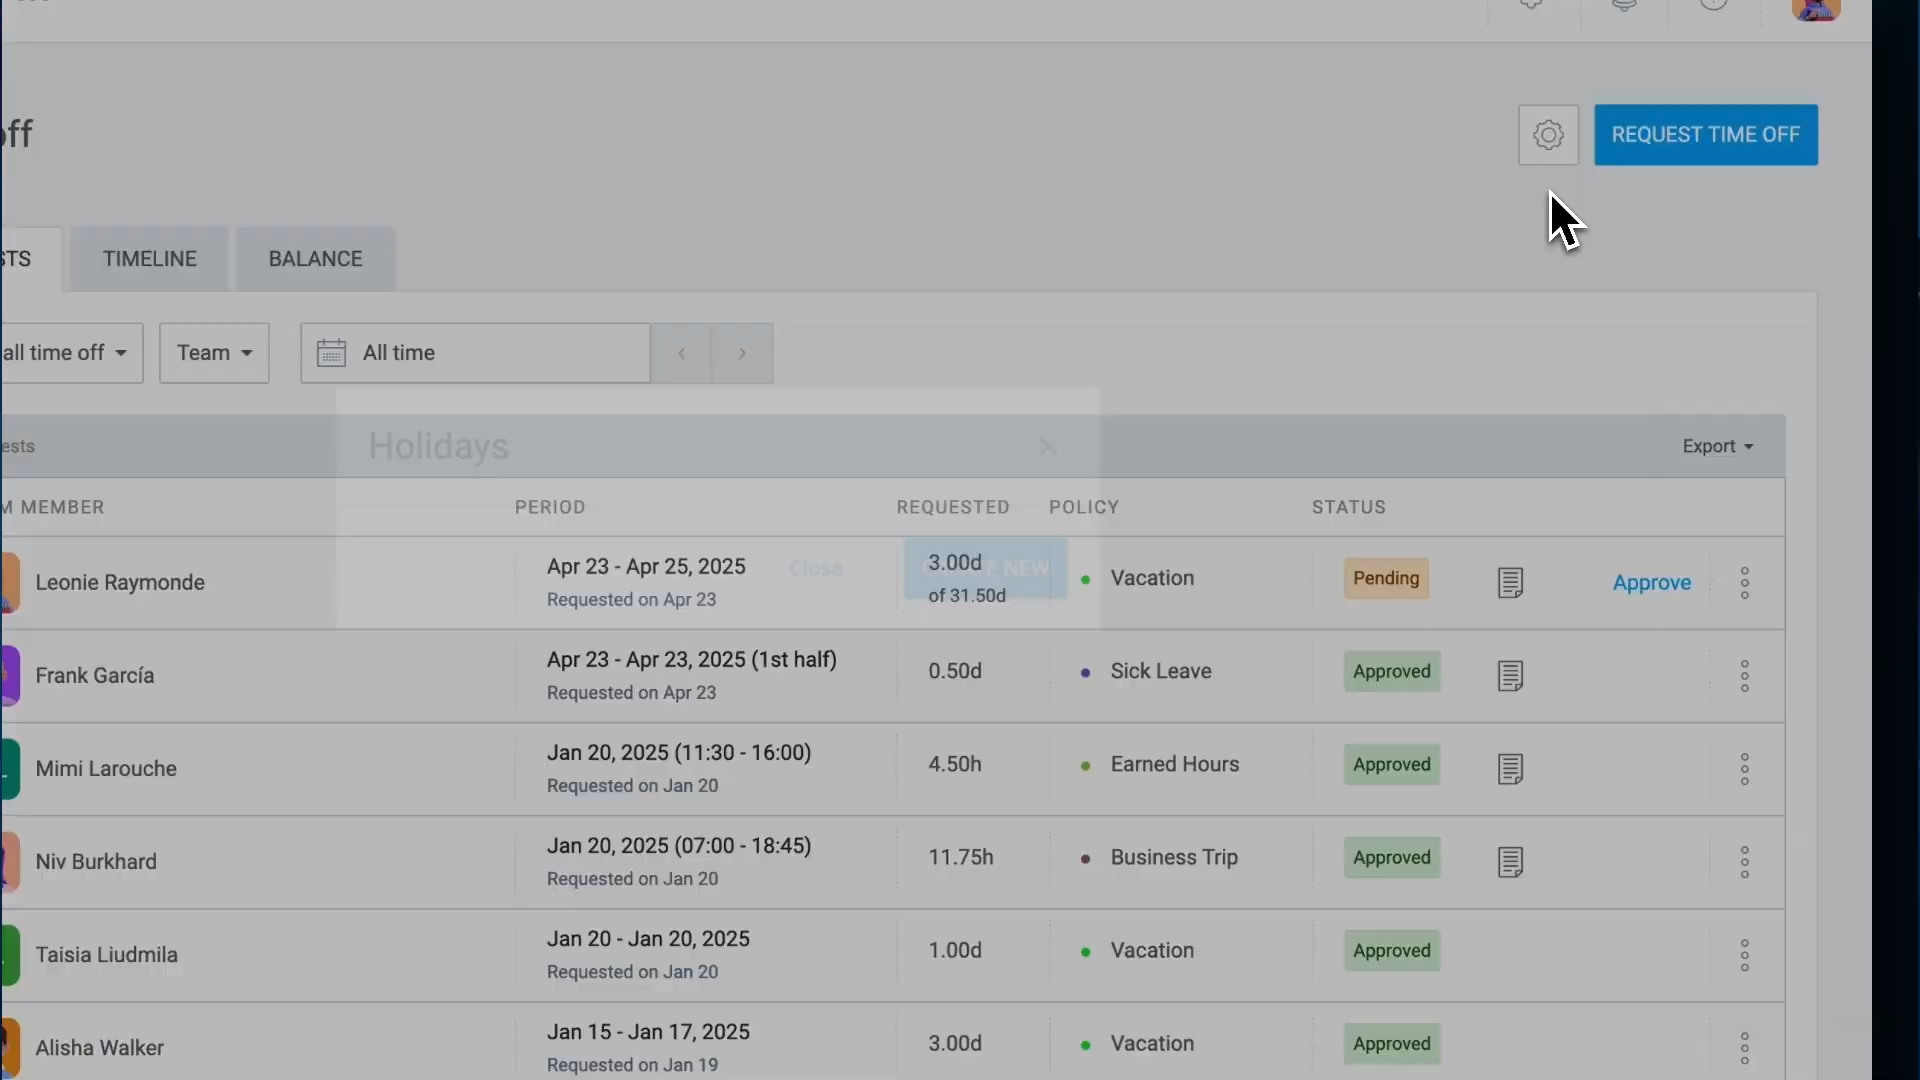 off
REQUEST TIME OFF
STS
TIMELINE
BALANCE
all time off
Team
All time
ests
Holidays
Export
M MEMBER
PERIOD
REQUESTED
POLICY
STATUS
Leonie Raymonde
Apr 23 - Apr 25, 2025
Requested on Apr 23
Close
NEW
3.00d
of 31.50d
Vacation
Pending
Approve
Frank García
Apr 23 - Apr 23, 2025 (1st half)
Requested on Apr 23
0.50d
Sick Leave
Approved
Mimi Larouche
Jan 20, 2025 (11:30 - 16:00)
Requested on Jan 20
4.50h
Earned Hours
Approved
Niv Burkhard
Jan 20, 2025 (07:00 - 18:45)
Requested on Jan 20
11.75h
Business Trip
Approved
Taisia Liudmila
Jan 20 - Jan 20, 2025
Requested on Jan 20
1.00d
Vacation
Approved
Alisha Walker
Jan 15 - Jan 17, 2025
Requested on Jan 19
3.00d
Vacation
Approved